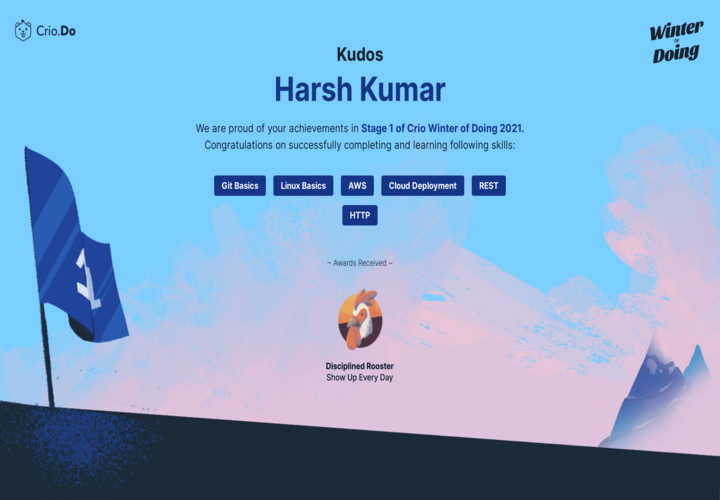 Crio.Do
Winter
of
Doing
Kudos
Harsh Kumar
We are proud of your achievements in Stage 1 of Crio Winter of Doing 2021.
Congratulations on successfully completing and learning following skills:
Git Basics Linux Basics AWS Cloud Deployment REST
HTTP
~ Awards Received ~
1
Disciplined Rooster
Show Up Every Day